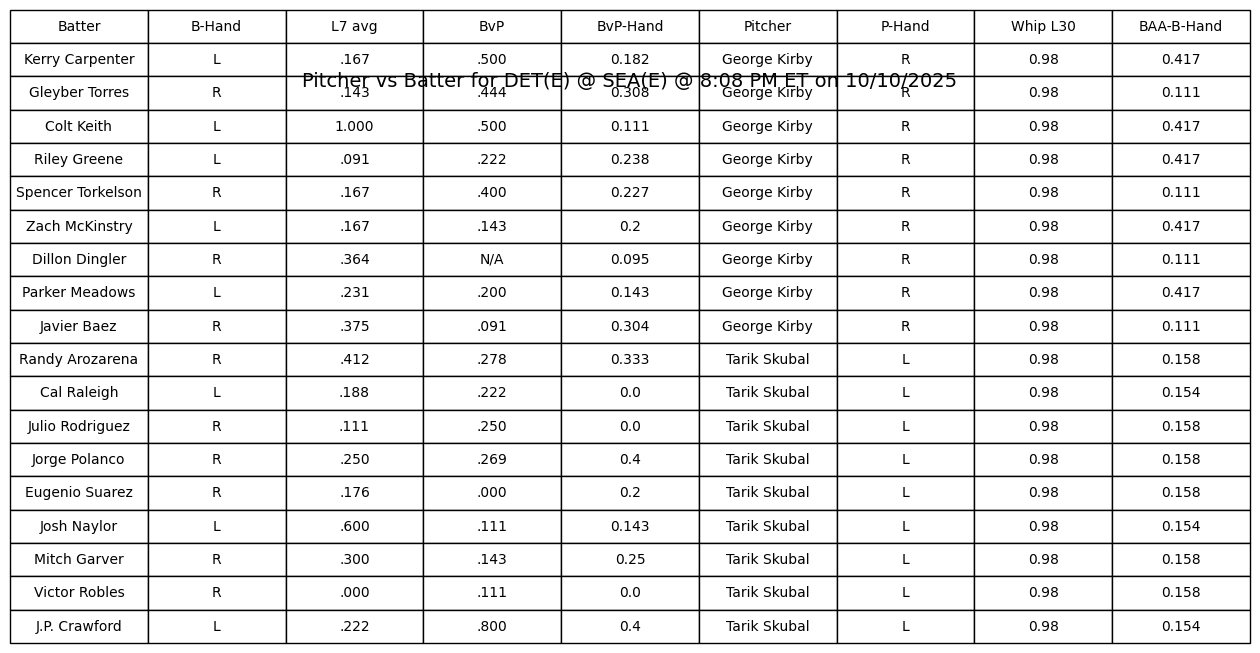 Batter B-Hand L7 avg BvP BvP-Hand Pitcher P-Hand Whip L30 BAA-B-Hand
Kerry Carpenter L .167 .500 0.182 George Kirby R 0.98 0.417
Pitcher vs Batter for DET(E) @ SEA(E) @ 8:08 PM ET on 10/10/2025
Gleyber Torres R .143 .444 0.308 George Kirby R 0.98 0.111
Colt Keith L 1.000 .500 0.111 George Kirby R 0.98 0.417
Riley Greene L .091 .222 0.238 George Kirby R 0.98 0.417
Spencer Torkelson R .167 .400 0.227 George Kirby R 0.98 0.111
Zach McKinstry L .167 .143 0.2 George Kirby R 0.98 0.417
Dillon Dingler R .364 N/A 0.095 George Kirby R 0.98 0.111
Parker Meadows L .231 .200 0.143 George Kirby R 0.98 0.417
Javier Baez R .375 .091 0.304 George Kirby R 0.98 0.111
Randy Arozarena R .412 .278 0.333 Tarik Skubal L 0.98 0.158
Cal Raleigh L .188 .222 0.0 Tarik Skubal L 0.98 0.154
Julio Rodriguez R .111 .250 0.0 Tarik Skubal L 0.98 0.158
Jorge Polanco R .250 .269 0.4 Tarik Skubal L 0.98 0.158
Eugenio Suarez R .176 .000 0.2 Tarik Skubal L 0.98 0.158
Josh Naylor L .600 .111 0.143 Tarik Skubal L 0.98 0.154
Mitch Garver R .300 .143 0.25 Tarik Skubal L 0.98 0.158
Victor Robles R .000 .111 0.0 Tarik Skubal L 0.98 0.158
J.P. Crawford L .222 .800 0.4 Tarik Skubal L 0.98 0.154